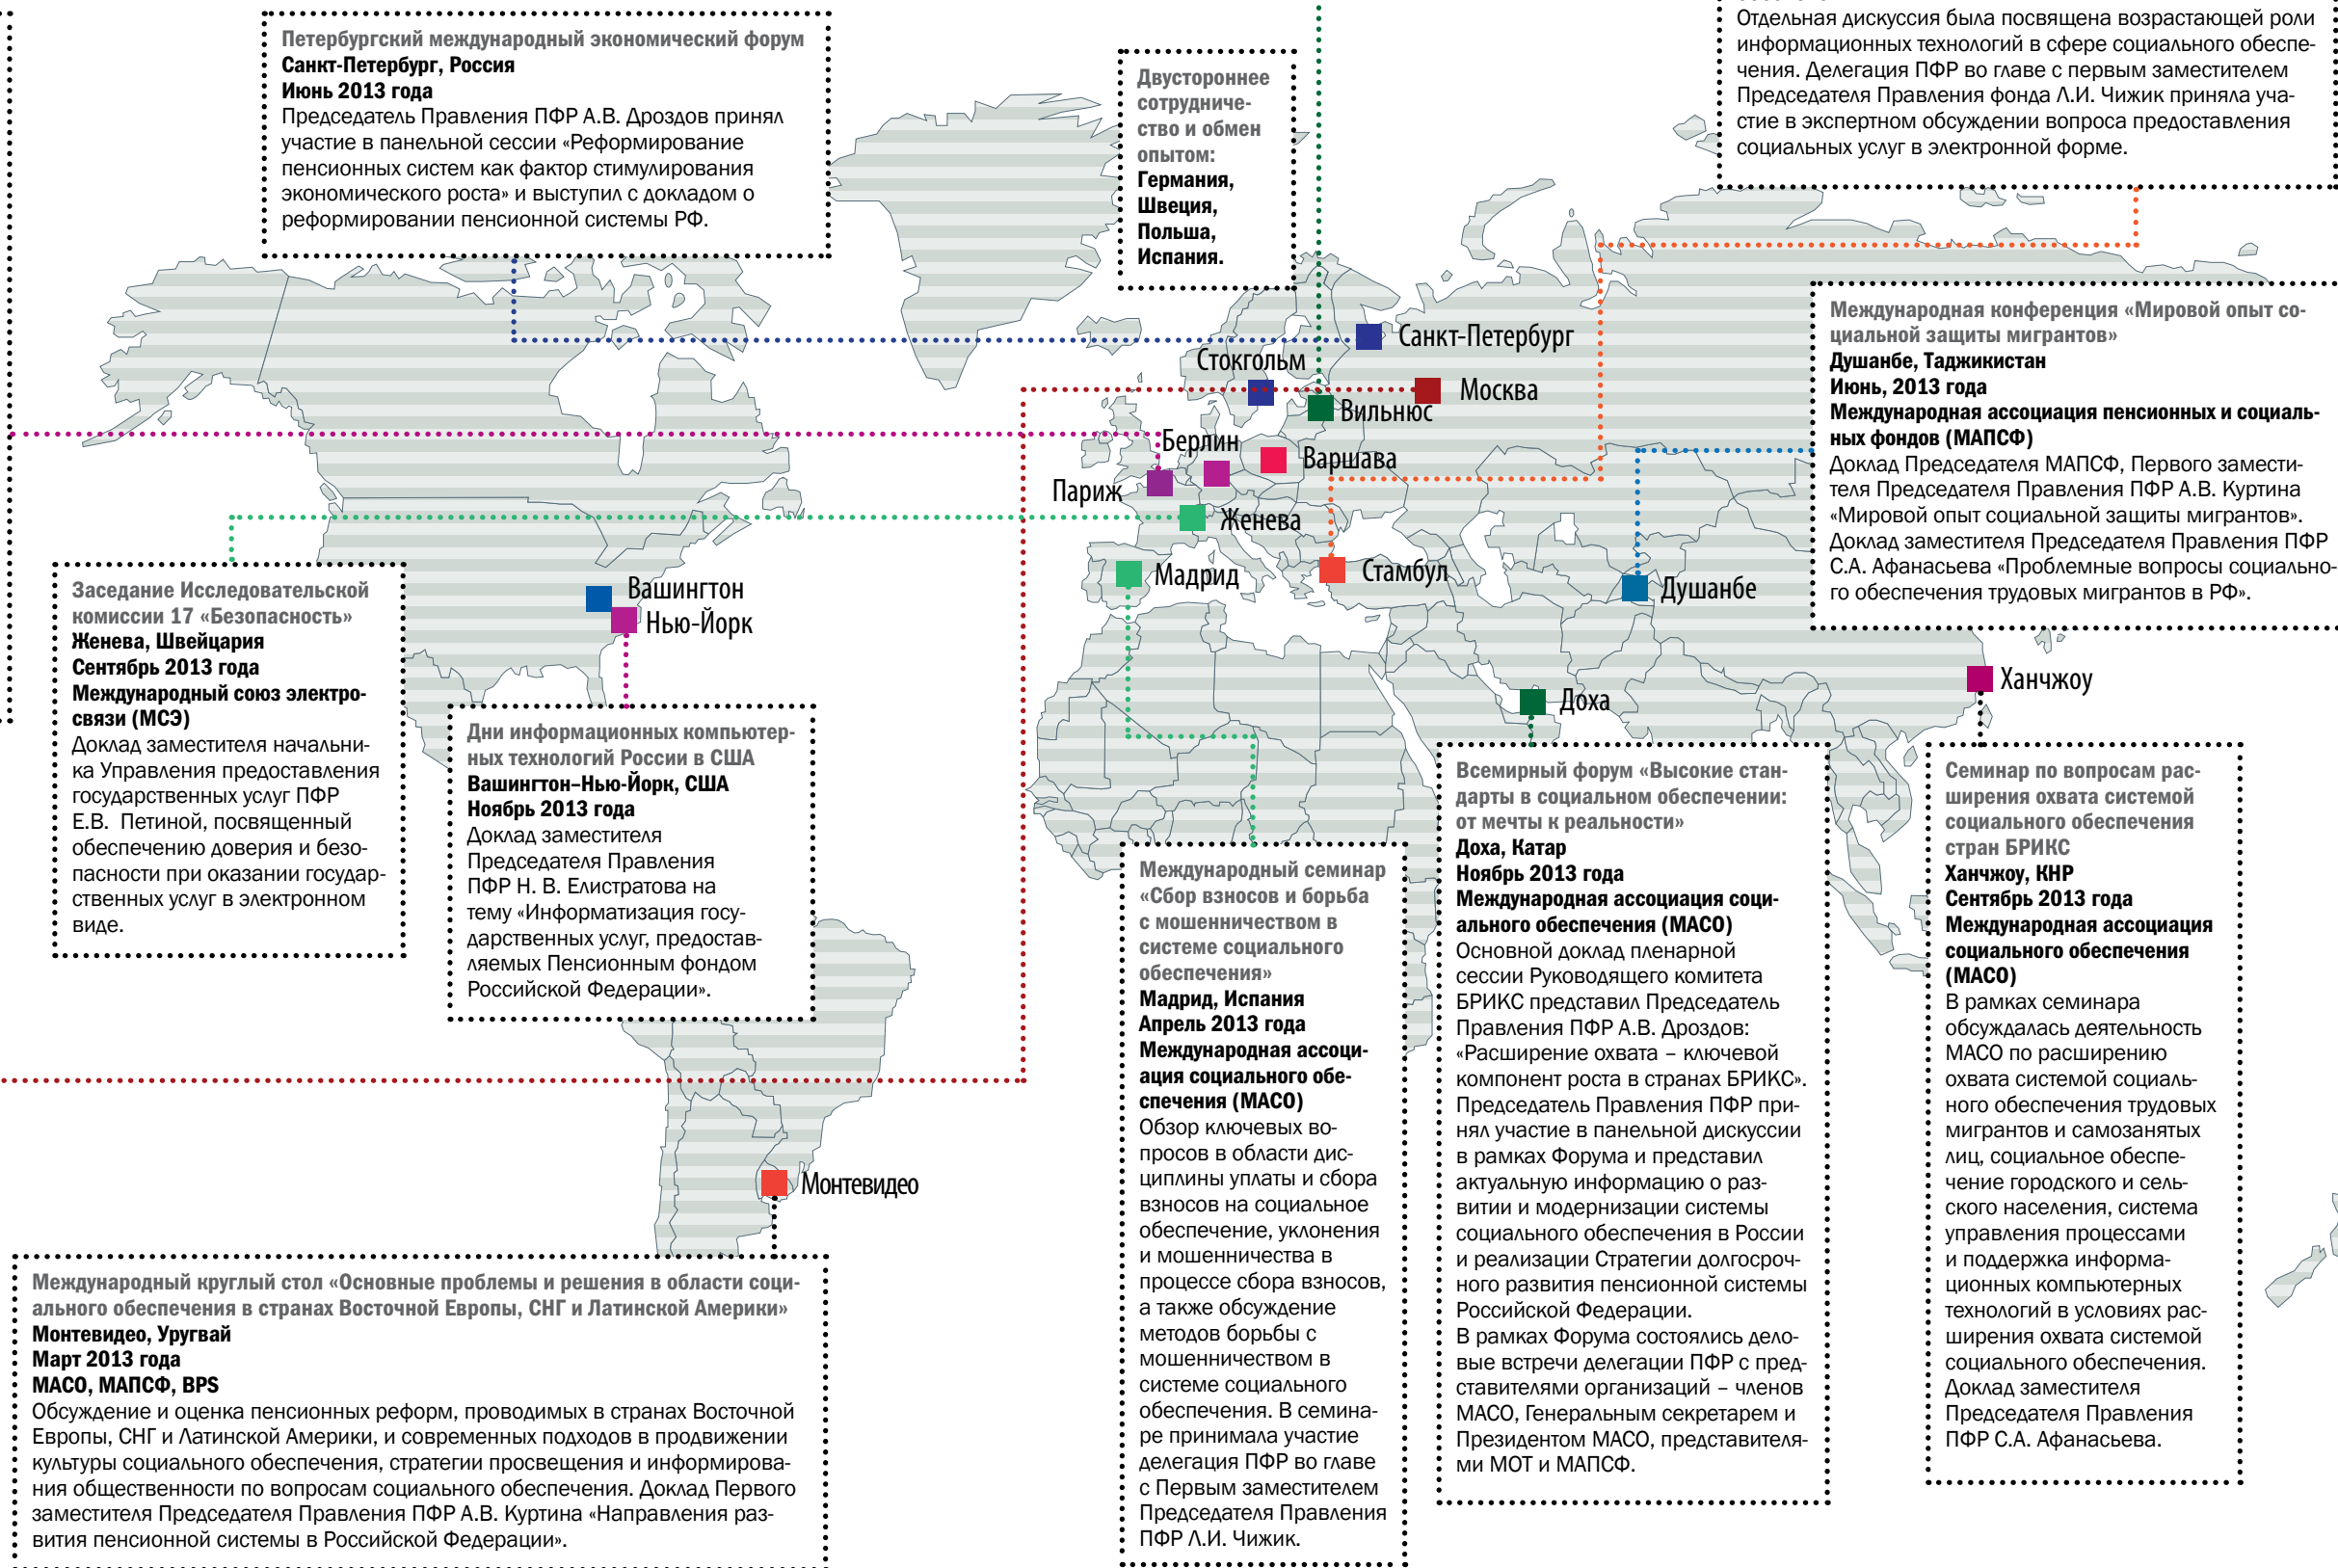 Петербургский международный экономический форум
Санкт-Петербург, Россия
Июнь 2013 года
Председатель Правления ПФР А.В. Дроздов принял
участие в панельной сессии «Реформирование
пенсионных систем как фактор стимулирования
экономического роста» и выступил с докладом о
реформировании пенсионной системы РФ.
Двустороннее
сотрудниче-
ство и обмен
опытом:
Германия,
Швеция,
Польша,
Испания.
Отдельная дискуссия была посвящена возрастающей роли
информационных технологий в сфере социального обеспе-
чения. Делегация ПФР во главе с первым заместителем
Председателя Правления фонда Л.И. Чижик приняла уча-
стие в экспертном обсуждении вопроса предоставления
социальных услуг в электронной форме.
Международная конференция «Мировой опыт со-
циальной защиты мигрантов»
Душанбе, Таджикистан
Июнь, 2013 года
Международная ассоциация пенсионных и социаль-
ных фондов (МАПСФ)
Доклад Председателя МАПСФ, Первого замести-
теля Председателя Правления ПФР А.В. Куртина
«Мировой опыт социальной защиты мигрантов».
Доклад заместителя Председателя Правления ПФР
С.А. Афанасьева «Проблемные вопросы социально-
го обеспечения трудовых мигрантов в РФ».
Санкт-Петербург
Стокгольм
Москва
Вильнюс
Берлин
Варшава
Париж
Женева
Мадрид
Стамбул
Душанбе
Вашингтон
Нью-Йорк
Доха
Ханчжоу
Монтевидео
Заседание Исследовательской
комиссии 17 «Безопасность»
Женева, Швейцария
Сентябрь 2013 года
Международный союз электро-
связи (МСЭ)
Доклад заместителя начальни-
ка Управления предоставления
государственных услуг ПФР
Е.В. Петиной, посвященный
обеспечению доверия и безо-
пасности при оказании государ-
ственных услуг в электронном
виде.
Дни информационных компьютер-
ных технологий России в США
Вашингтон–Нью-Йорк, США
Ноябрь 2013 года
Доклад заместителя
Председателя Правления
ПФР Н. В. Елистратова на
тему «Информатизация госу-
дарственных услуг, предостав-
ляемых Пенсионным фондом
Российской Федерации».
Международный семинар
«Сбор взносов и борьба
с мошенничеством в
системе социального
обеспечения»
Мадрид, Испания
Апрель 2013 года
Международная ассоци-
ация социального обе-
спечения (МАСО)
Обзор ключевых во-
просов в области дис-
циплины уплаты и сбора
взносов на социальное
обеспечение, уклонения
и мошенничества в
процессе сбора взносов,
а также обсуждение
методов борьбы с
мошенничеством в
системе социального
обеспечения. В семина-
ре принимала участие
делегация ПФР во главе
с Первым заместителем
Председателя Правления
ПФР Л.И. Чижик.
Всемирный форум «Высокие стан-
дарты в социальном обеспечении:
от мечты к реальности»
Доха, Катар
Ноябрь 2013 года
Международная ассоциация соци-
ального обеспечения (МАСО)
Основной доклад пленарной
сессии Руководящего комитета
БРИКС представил Председатель
Правления ПФР А.В. Дроздов:
«Расширение охвата – ключевой
компонент роста в странах БРИКС».
Председатель Правления ПФР при-
нял участие в панельной дискуссии
в рамках Форума и представил
актуальную информацию о раз-
витии и модернизации системы
социального обеспечения в России
и реализации Стратегии долгосроч-
ного развития пенсионной системы
Российской Федерации.
В рамках Форума состоялись дело-
вые встречи делегации ПФР с пред-
ставителями организаций – членов
МАСО, Генеральным секретарем и
Президентом МАСО, представителя-
ми МОТ и МАПСФ.
Семинар по вопросам рас-
ширения охвата системой
социального обеспечения
стран БРИКС
Ханчжоу, КНР
Сентябрь 2013 года
Международная ассоциация
социального обеспечения
(МАСО)
В рамках семинара
обсуждалась деятельность
МАСО по расширению
охвата системой социаль-
ного обеспечения трудовых
мигрантов и самозанятых
лиц, социальное обеспе-
чение городского и сель-
ского населения, система
управления процессами
и поддержка информа-
ционных компьютерных
технологий в условиях рас-
ширения охвата системой
социального обеспечения.
Доклад заместителя
Председателя Правления
ПФР С.А. Афанасьева.
Международный круглый стол «Основные проблемы и решения в области соци-
ального обеспечения в странах Восточной Европы, СНГ и Латинской Америки»
Монтевидео, Уругвай
Март 2013 года
МАСО, МАПСФ, BPS
Обсуждение и оценка пенсионных реформ, проводимых в странах Восточной
Европы, СНГ и Латинской Америки, и современных подходов в продвижении
культуры социального обеспечения, стратегии просвещения и информирова-
ния общественности по вопросам социального обеспечения. Доклад Первого
заместителя Председателя Правления ПФР А.В. Куртина «Направления раз-
вития пенсионной системы в Российской Федерации».